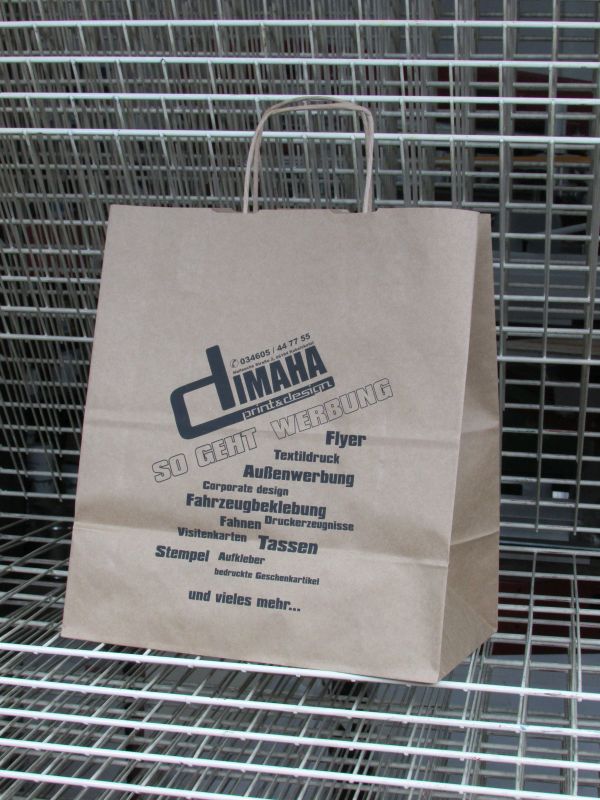 ✆ 034605 / 44 77 55
dIMAHA
print&design
SO GEHT WERBUNG
Flyer
Textildruck
Außenwerbung
Corporate design
Fahrzeugbeklebung
Fahnen Druckerzeugnisse
Visitenkarten Tassen
Stempel Aufkleber
bedruckte Geschenkartikel
und vieles mehr...